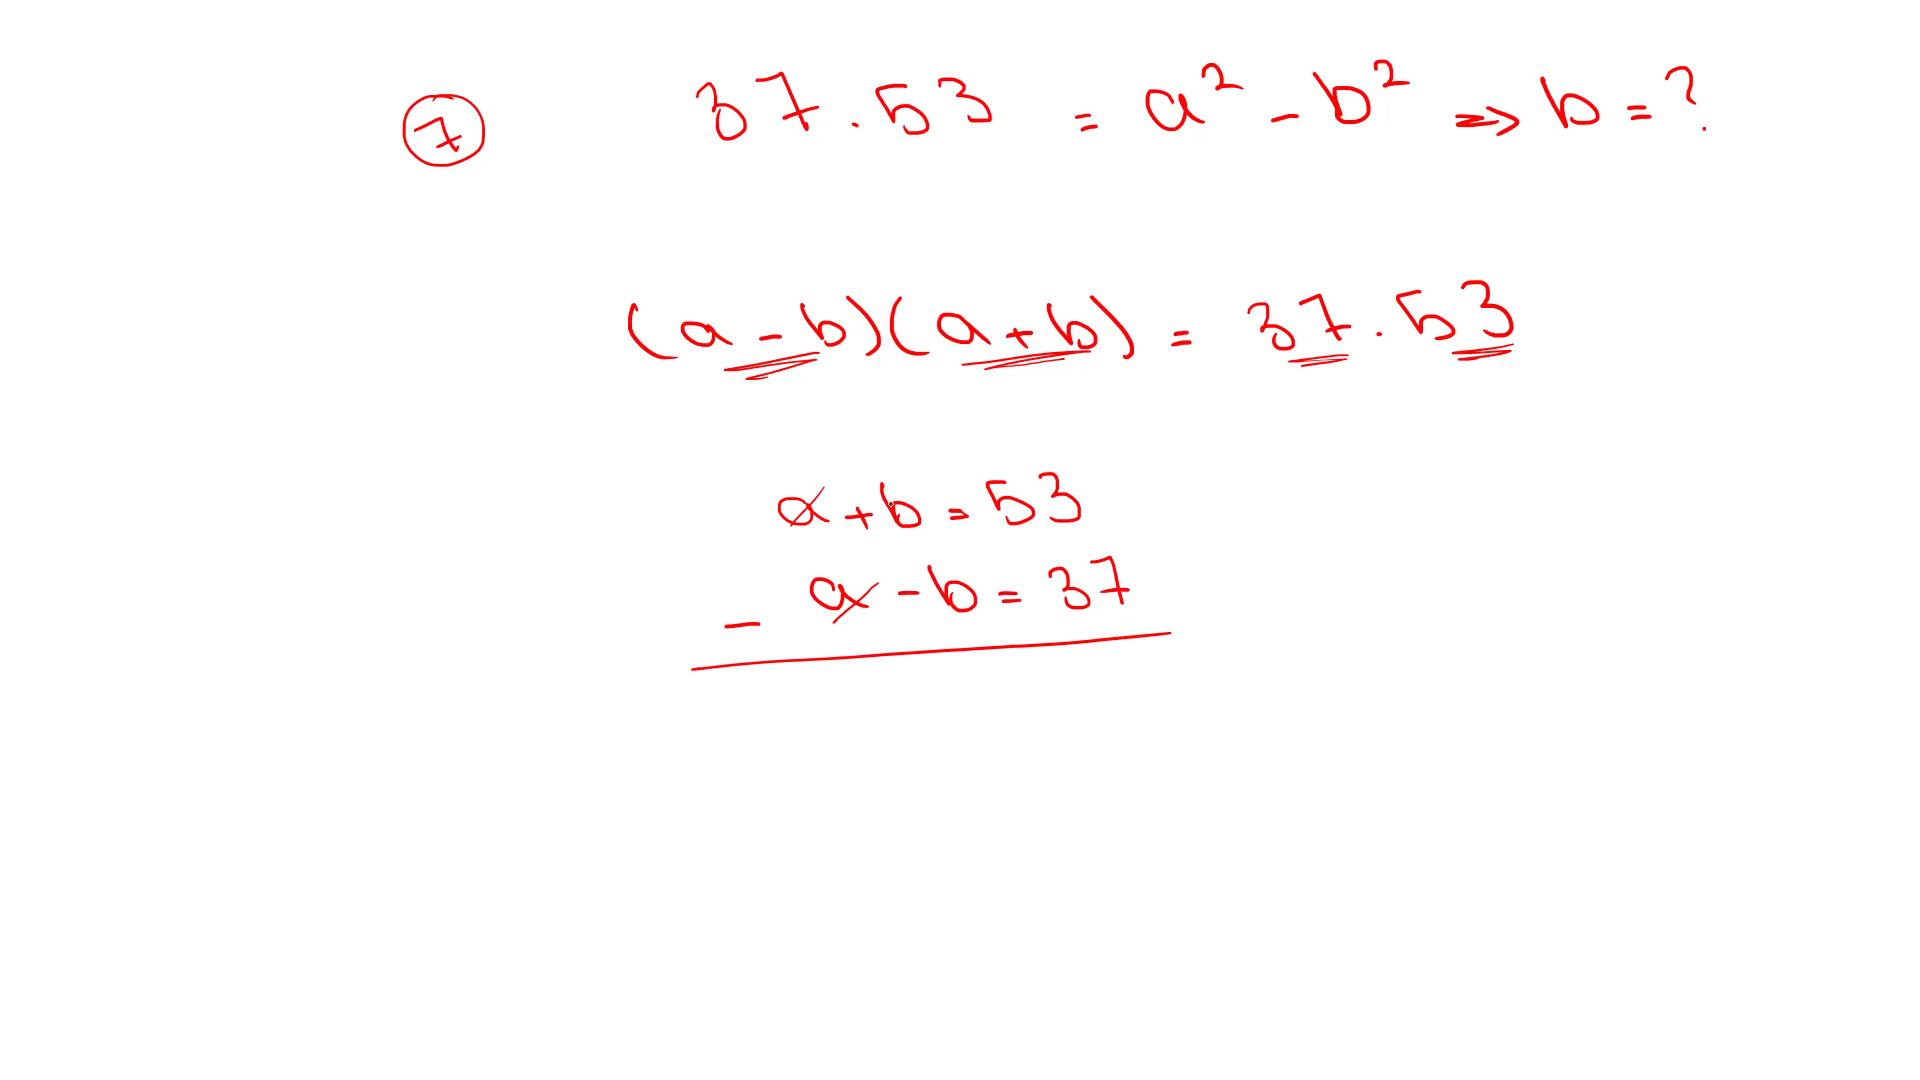 7 37.53 = a² - b² ⇒ b = ?
(a - b)(a + b) = 37.53
a + b = 53
- a - b = 37